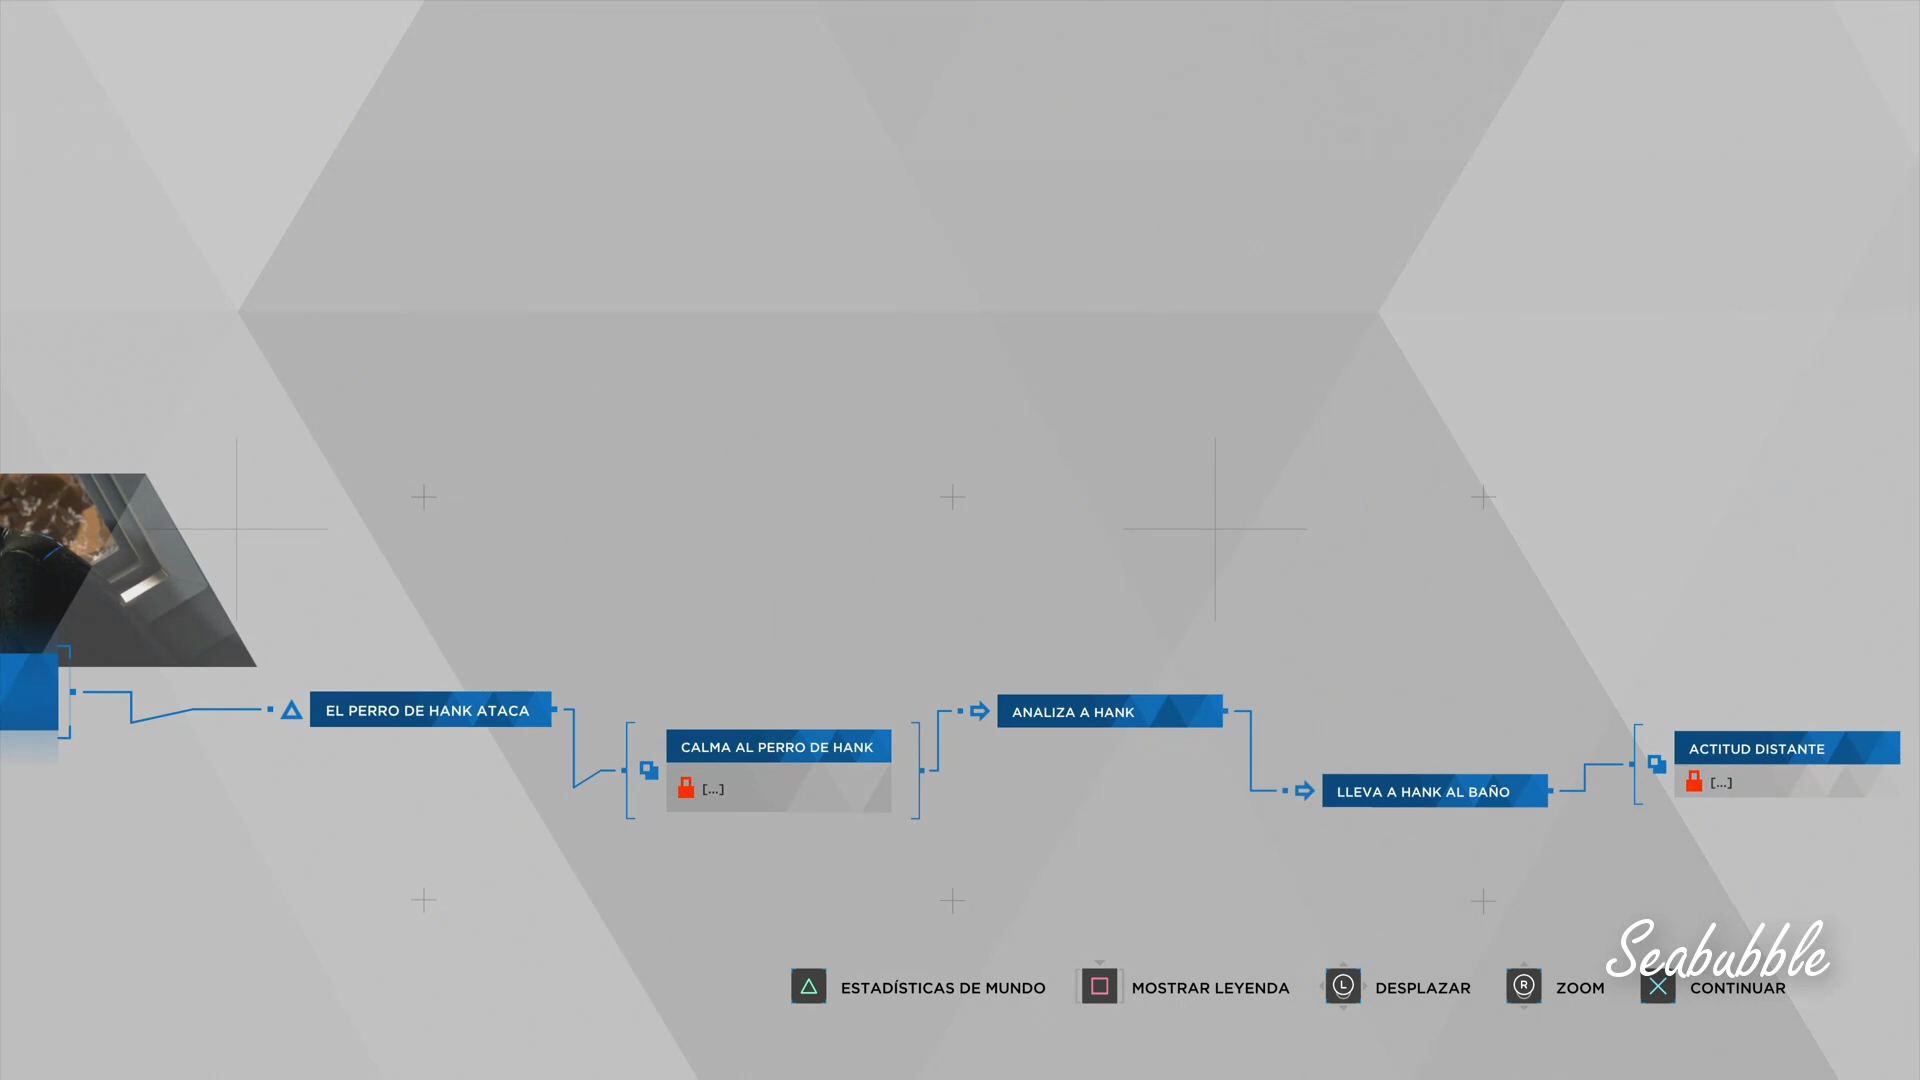 EL PERRO DE HANK ATACA
CALMA AL PERRO DE HANK
[...]
ANALIZA A HANK
LLEVA A HANK AL BAÑO
ACTITUD DISTANTE
[...]
Seabubble
ESTADÍSTICAS DE MUNDO
MOSTRAR LEYENDA
L DESPLAZAR
R ZOOM
CONTINUAR